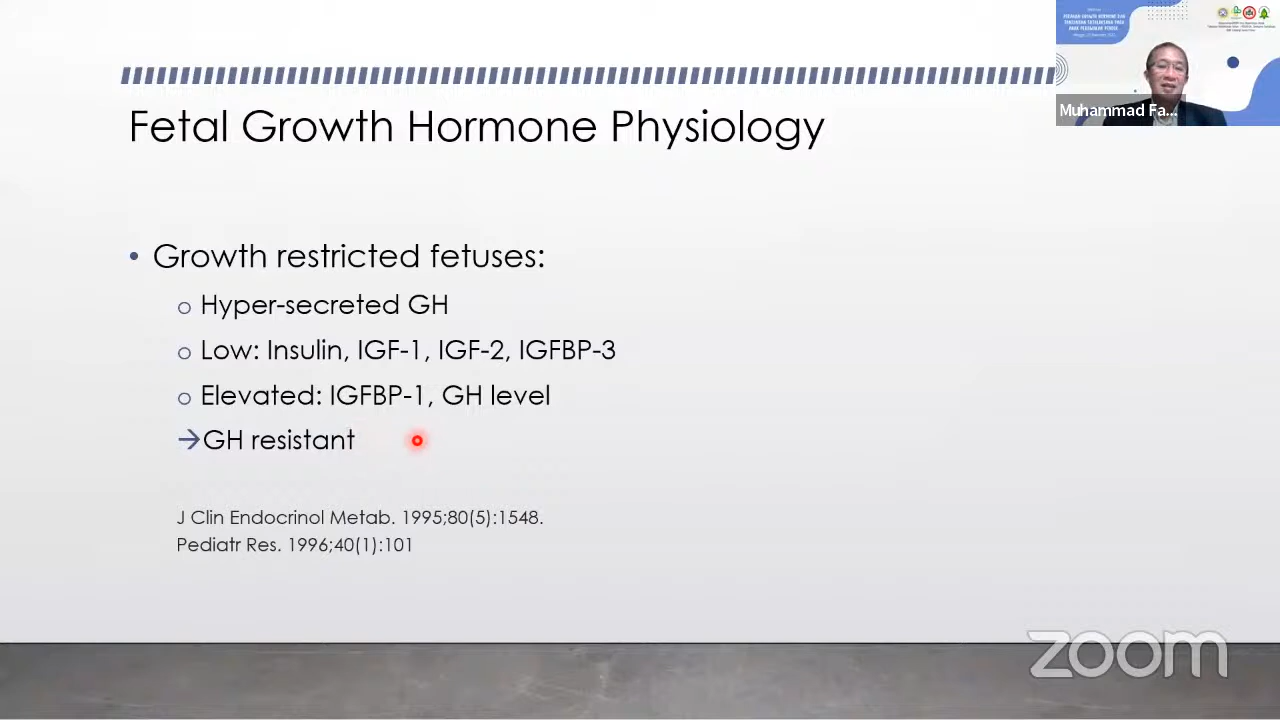 Fetal Growth Hormone Physiology
• Growth restricted fetuses:
o Hyper-secreted GH
o Low: Insulin, IGF-1, IGF-2, IGFBP-3
o Elevated: IGFBP-1, GH level
→GH resistant
J Clin Endocrinol Metab. 1995;80(5):1548.
Pediatr Res. 1996;40(1):101
Muhammad Fa...
zoom